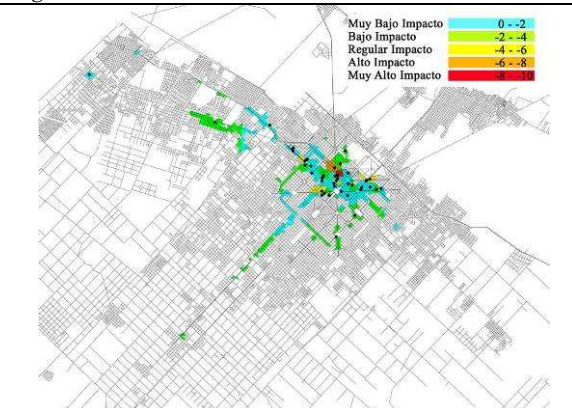 Muy Bajo Impacto 0 - -2
Bajo Impacto -2 - -4
Regular Impacto -4 - -6
Alto Impacto -6 - -8
Muy Alto Impacto -8 - -10